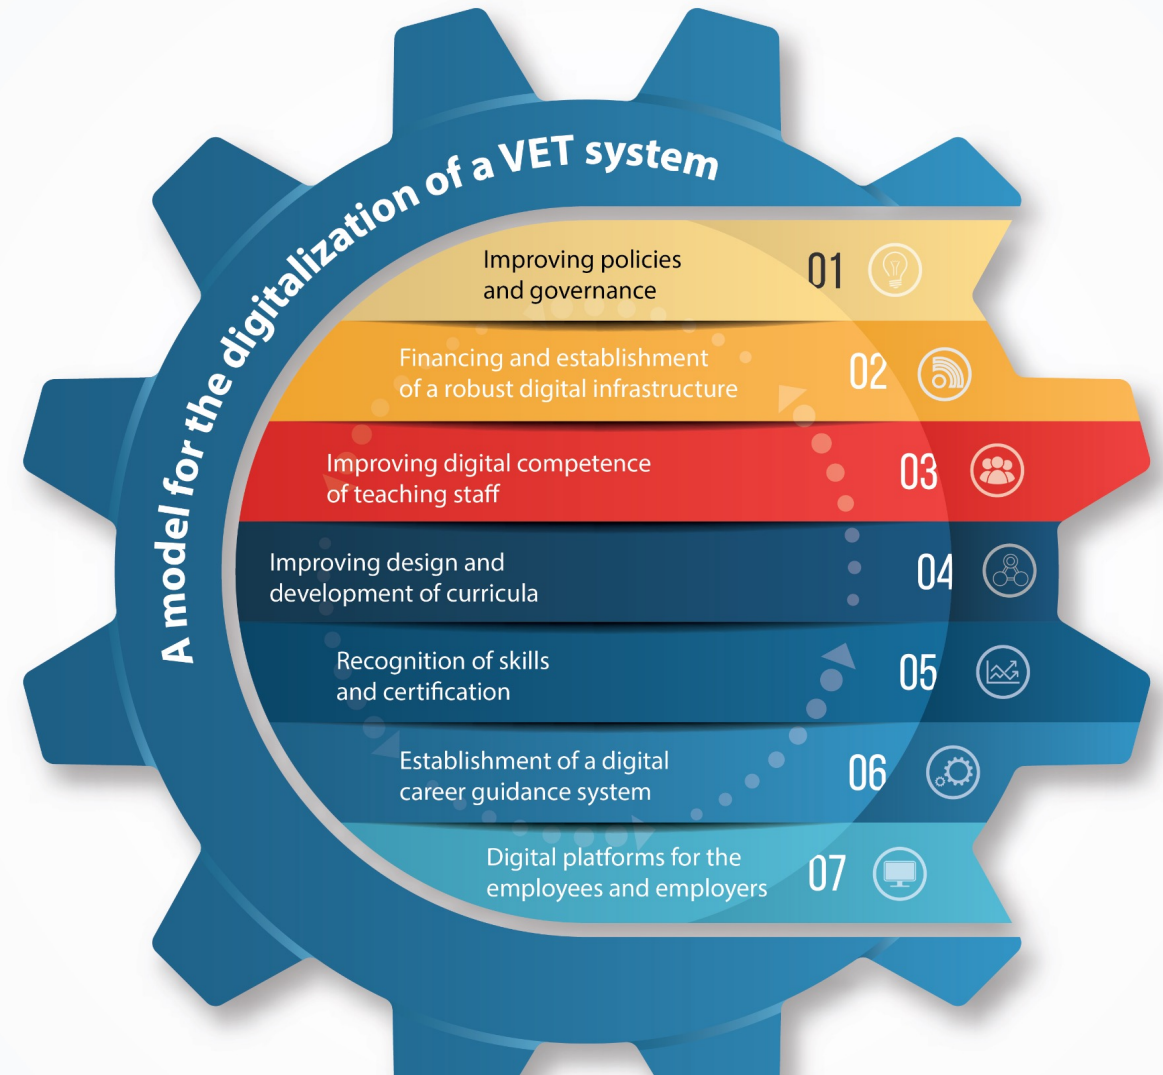 A model for the digitalization of a VET system
Improving policies
and governance
01
Financing and establishment
of a robust digital infrastructure
02
Improving digital competence
of teaching staff
03
Improving design and
development of curricula
04
Recognition of skills
and certification
05
Establishment of a digital
career guidance system
06
Digital platforms for the
employees and employers
07